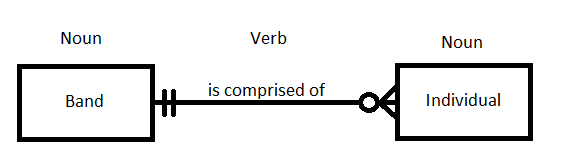 Noun
Verb
Noun
Band
is comprised of
Individual